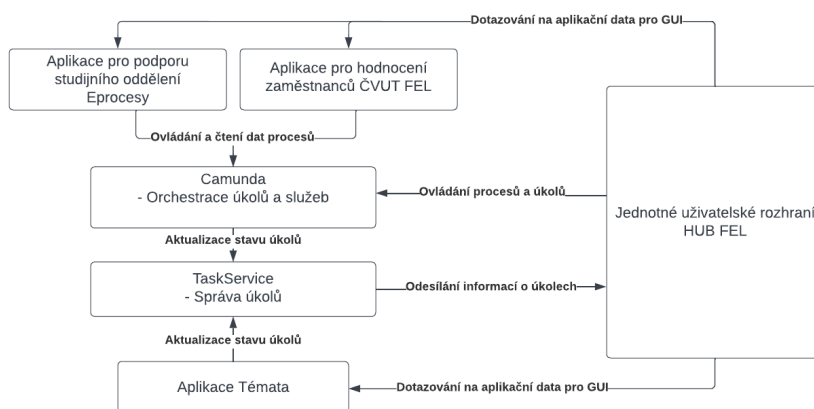 Dotazování na aplikační data pro GUI
Aplikace pro podporu
studijního oddělení
Eprocesy
Aplikace pro hodnocení
zaměstnanců ČVUT FEL
Ovládání a čtení dat procesů
Camunda
- Orchestrace úkolů a služeb
Ovládání procesů a úkolů
Jednotné uživatelské rozhraní
HUB FEL
Aktualizace stavu úkolů
TaskService
- Správa úkolů
Odesílání informací o úkolech
Aktualizace stavu úkolů
Aplikace Témata
Dotazování na aplikační data pro GUI